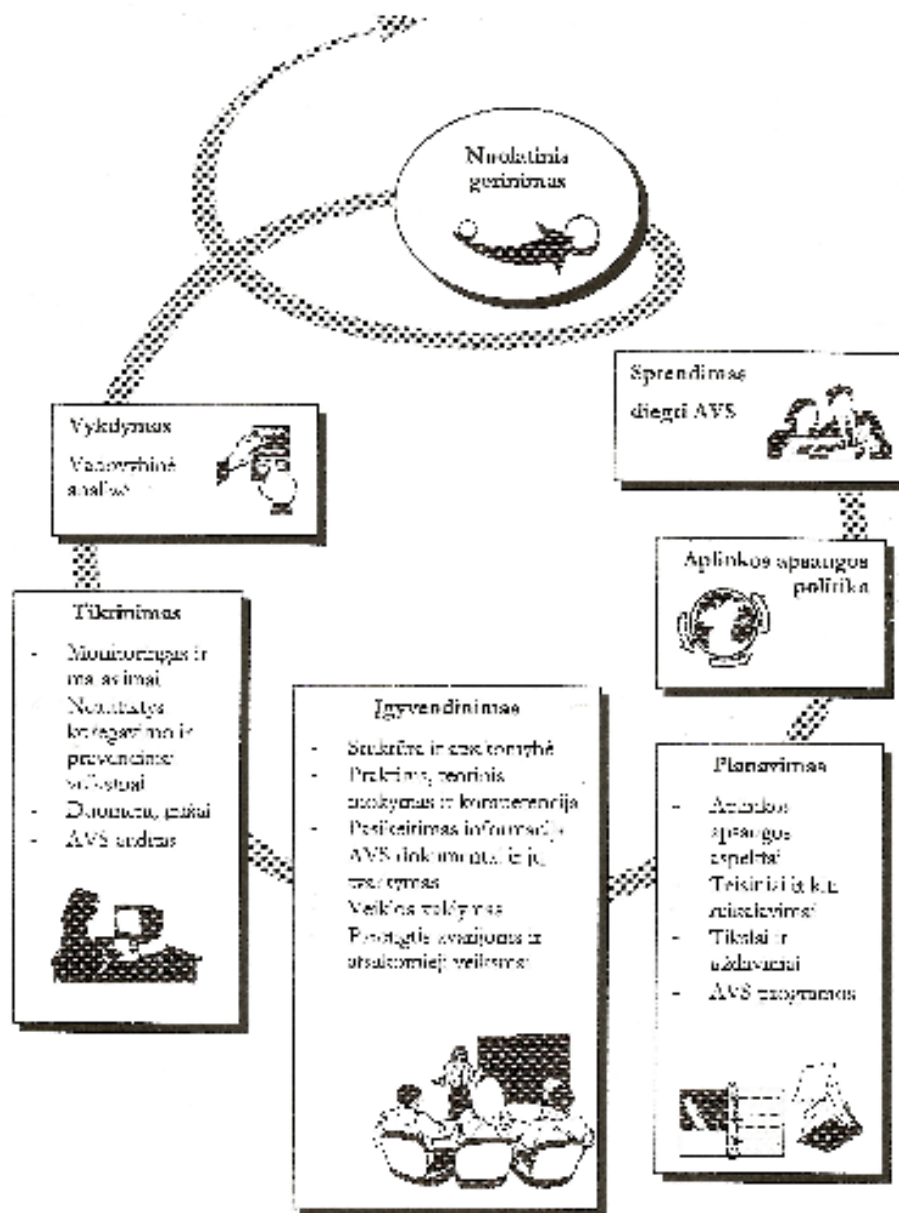 Nuolatinis
gerinimas
Sprendimas
diegti AVS
Vykdymas
Vadovybinė
analizė
Aplinkos apsaugos
politika
Tikrinimas
- Monitoringas ir
matavimai
- Neatitiktys
koregavimo ir
prevenciniai
veiksmai
- Duomenų įrašai
- AVS auditas
Įgyvendinimas
- Struktūra ir atsakomybė
- Praktinis, teorinis
mokymas ir kompetencija
- Pasikeitimas informacija
- AVS dokumentai ir jų
tvarkymas
- Veiklos valdymas
- Parengtis avarijoms ir
atsakomieji veiksmai
Planavimas
- Aplinkos
apsaugos
aspektai
- Teisiniai ir kiti
reikalavimai
- Tikslai ir
uždaviniai
- AVS programos